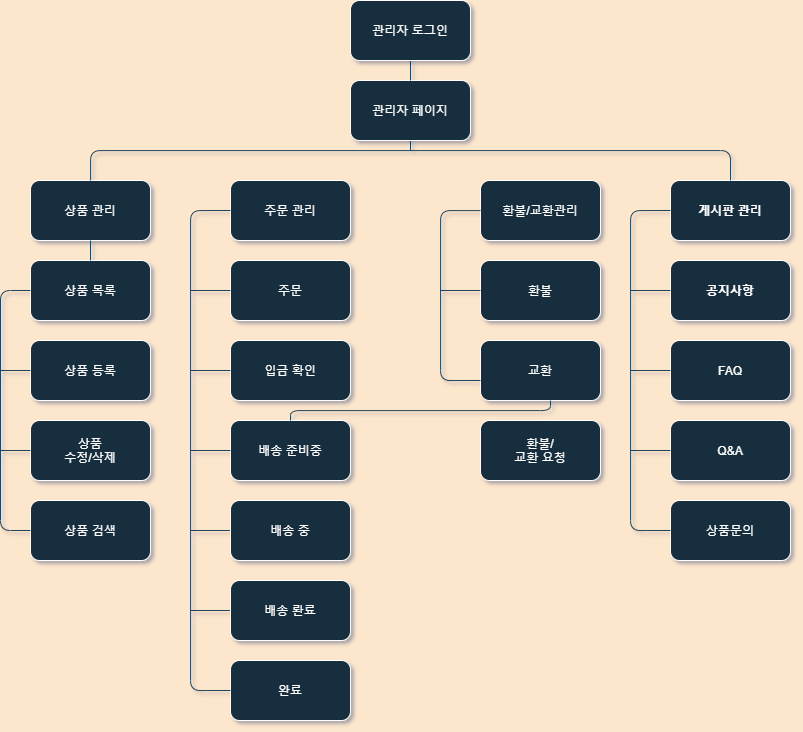 관리자 로그인
관리자 페이지
상품 관리
상품 목록
상품 등록
상품
수정/삭제
상품 검색
주문 관리
주문
입금 확인
배송 준비중
배송 중
배송 완료
완료
환불/교환관리
환불
교환
환불/
교환 요청
게시판 관리
공지사항
FAQ
Q&A
상품문의